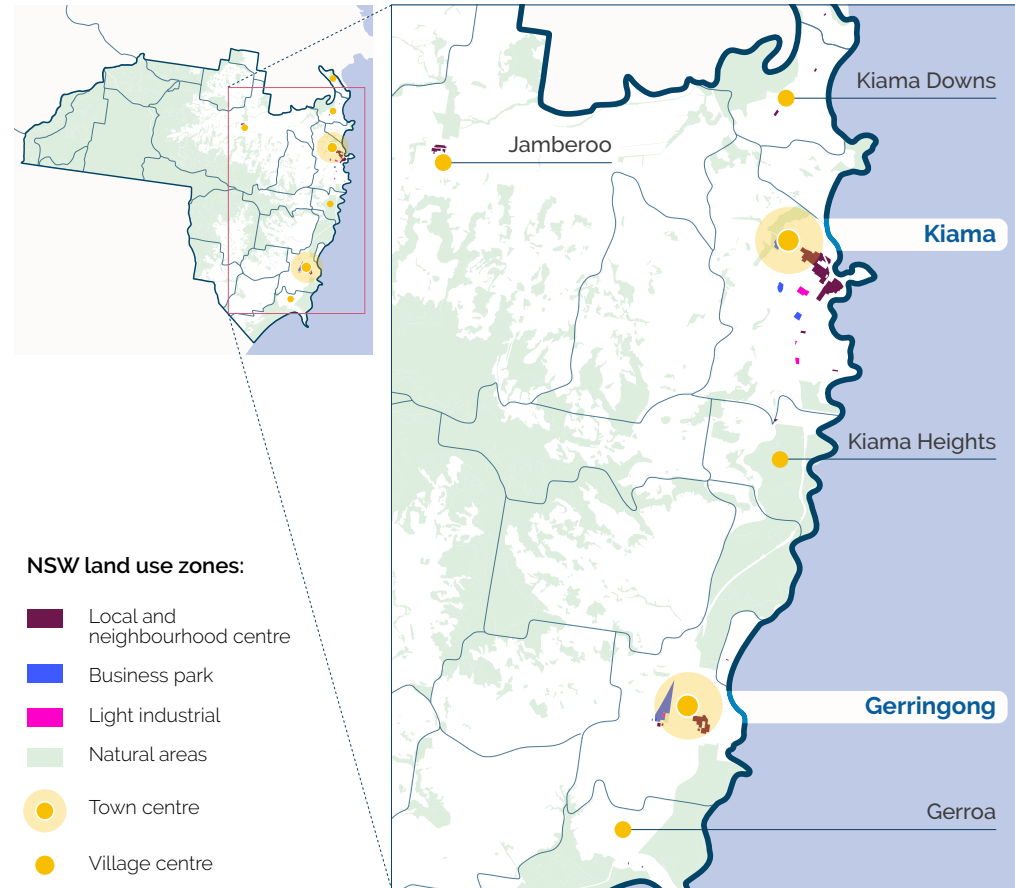 Kiama Downs
Jamberoo
Kiama
Kiama Heights
Gerringong
Gerroa
NSW land use zones:
Local and
neighbourhood centre
Business park
Light industrial
Natural areas
Town centre
Village centre